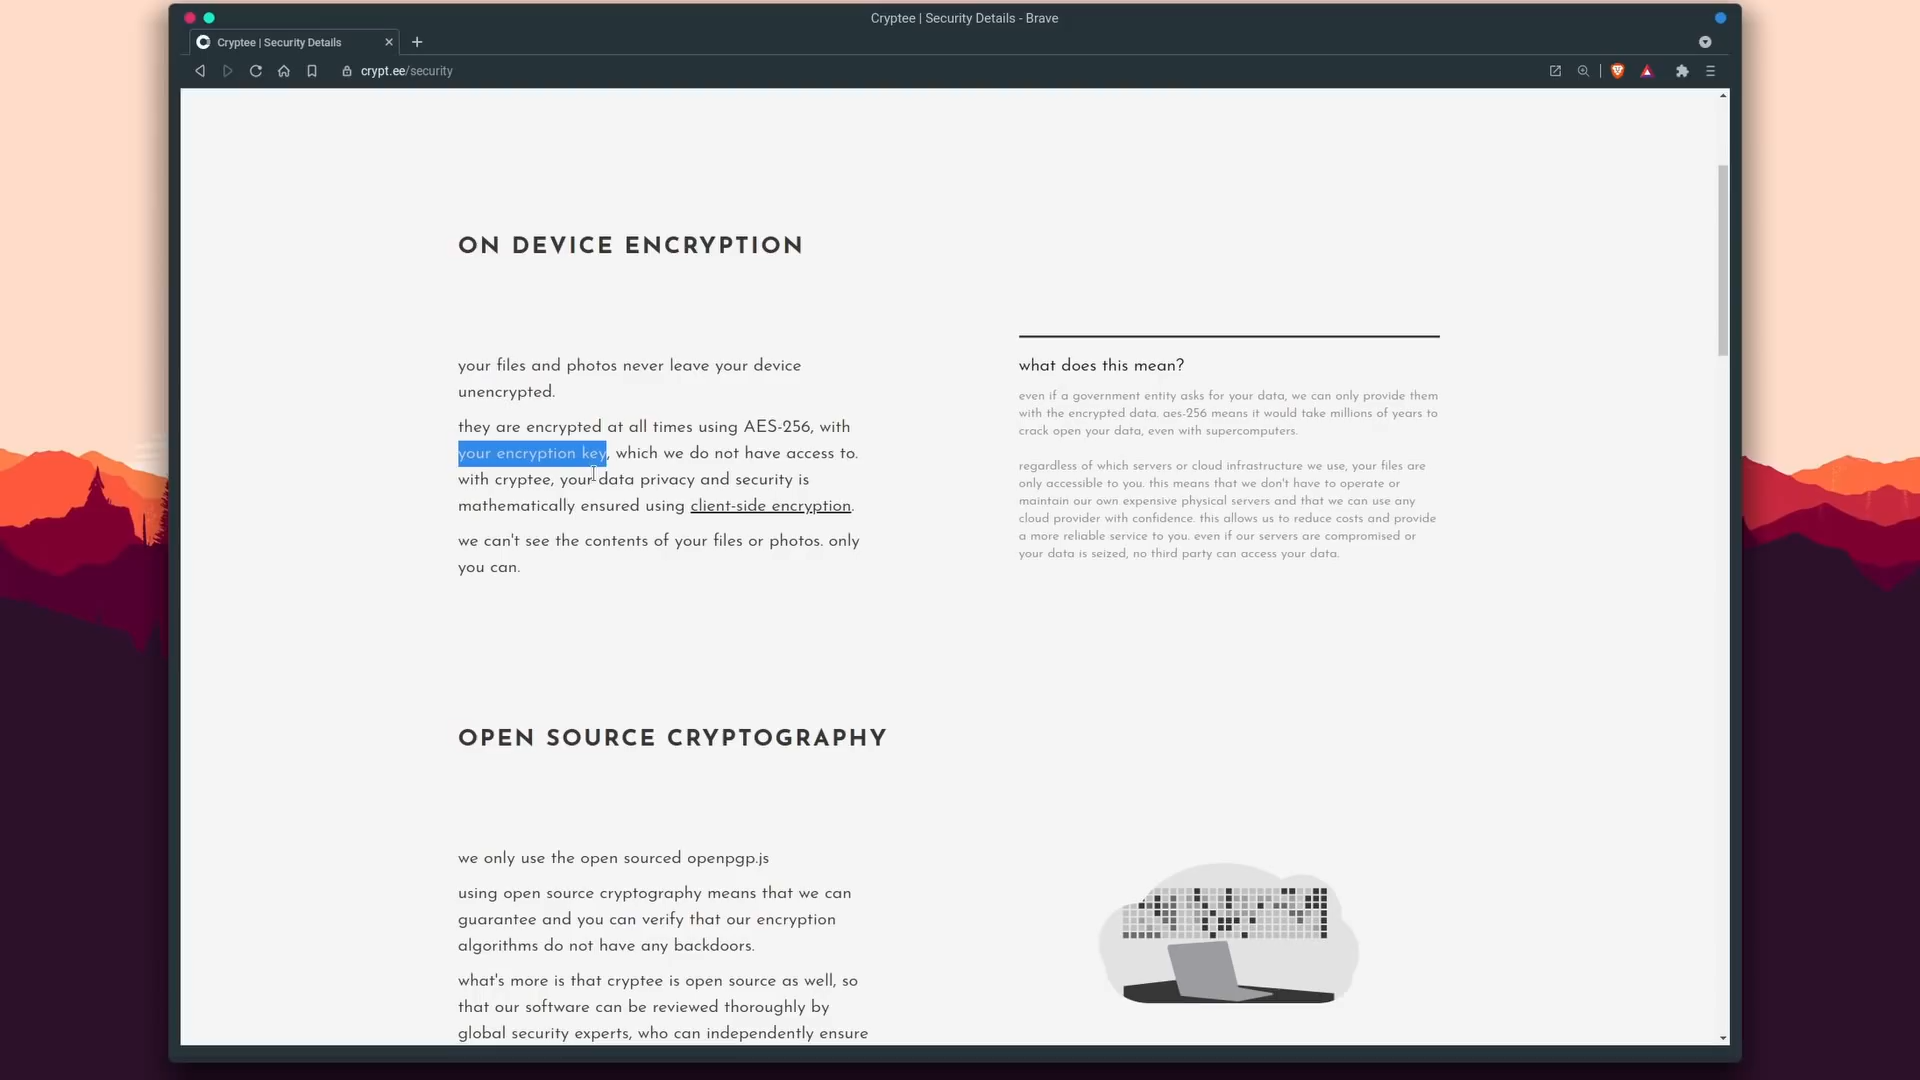 Cryptee | Security Details - Brave
Cryptee | Security Details
crypt.ee/security
ON DEVICE ENCRYPTION
your files and photos never leave your device
unencrypted.
they are encrypted at all times using AES-256, with
your encryption key, which we do not have access to.
with cryptee, your data privacy and security is
mathematically ensured using client-side encryption.
we can't see the contents of your files or photos. only
you can.
what does this mean?
even if a government entity asks for your data, we can only provide them
with the encrypted data. aes-256 means it would take millions of years to
crack open your data, even with supercomputers.
regardless of which servers or cloud infrastructure we use, your files are
only accessible to you. this means that we don't have to operate or
maintain our own expensive physical servers and that we can use any
cloud provider with confidence. this allows us to reduce costs and provide
a more reliable service to you. even if our servers are compromised or
your data is seized, no third party can access your data.
OPEN SOURCE CRYPTOGRAPHY
we only use the open sourced openpgp.js
using open source cryptography means that we can
guarantee and you can verify that our encryption
algorithms do not have any backdoors.
what's more is that cryptee is open source as well, so
that our software can be reviewed thoroughly by
global security experts, who can independently ensure